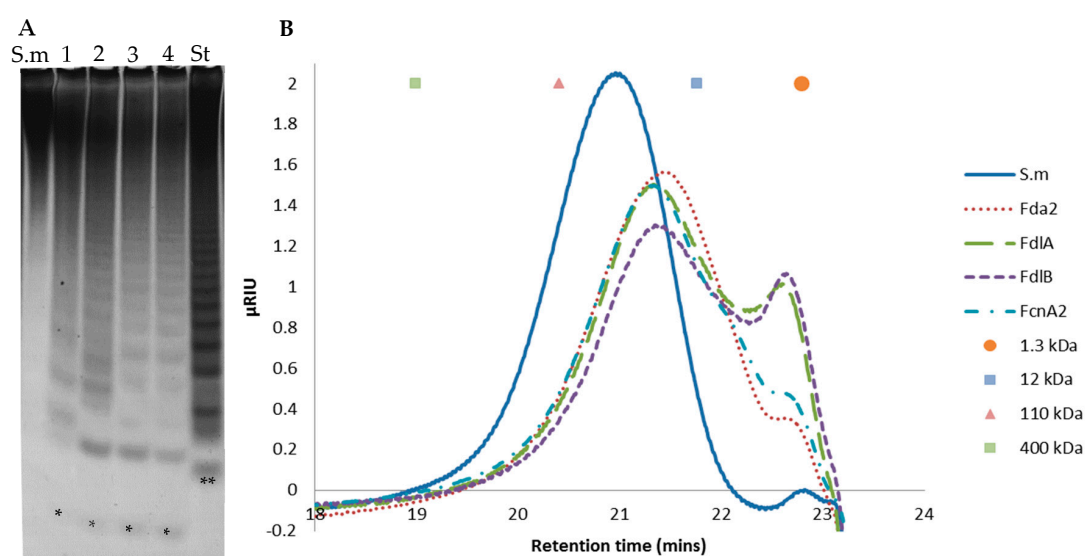 A
B
S.m 1 2 3 4 St
*
*
*
*
**
2
1.8
1.6
1.4
1.2
1
0.8
0.6
0.4
0.2
0
-0.2
18 19 20 21 22 23 24
µRIU
Retention time (mins)
S.m
Fda2
FdlA
FdlB
FcnA2
1.3 kDa
12 kDa
110 kDa
400 kDa